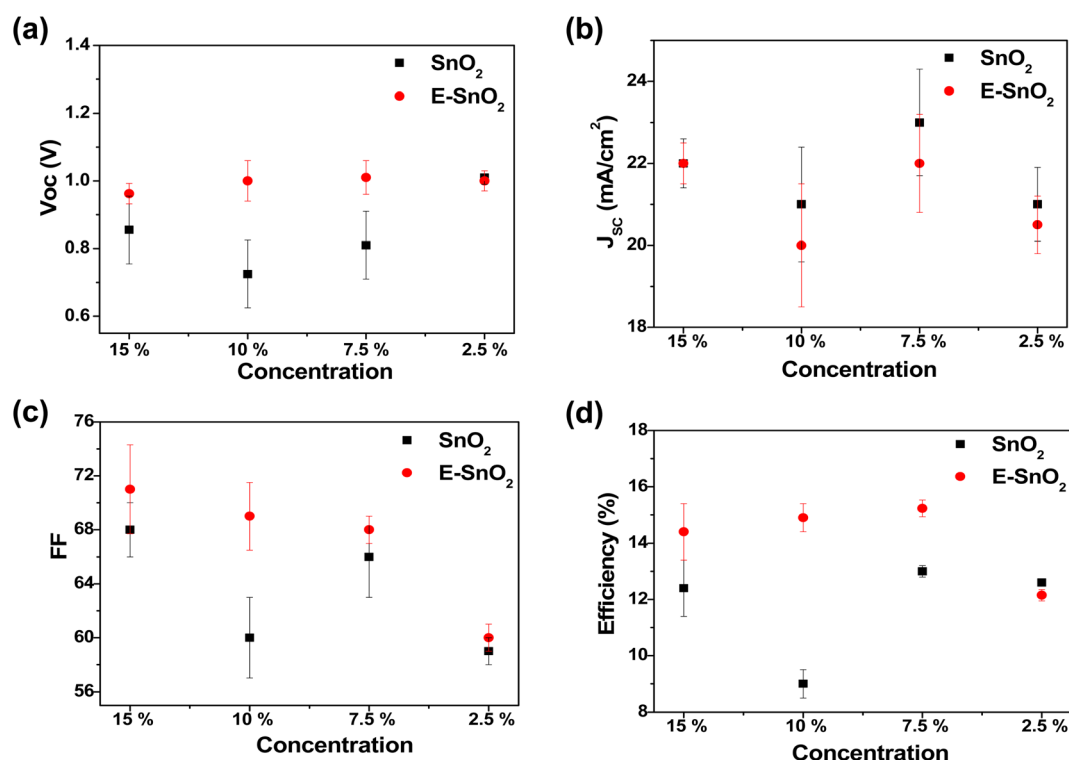 (a)
1.4
1.2
1.0
0.8
0.6
Voc (V)
SnO₂
E-SnO₂
15 % 10 % 7.5 % 2.5 %
Concentration
(b)
24
22
20
18
J_SC (mA/cm²)
SnO₂
E-SnO₂
15 % 10 % 7.5 % 2.5 %
Concentration
(c)
76
72
68
64
60
56
FF
SnO₂
E-SnO₂
15 % 10 % 7.5 % 2.5 %
Concentration
(d)
18
16
14
12
10
8
Efficiency (%)
SnO₂
E-SnO₂
15 % 10 % 7.5 % 2.5 %
Concentration